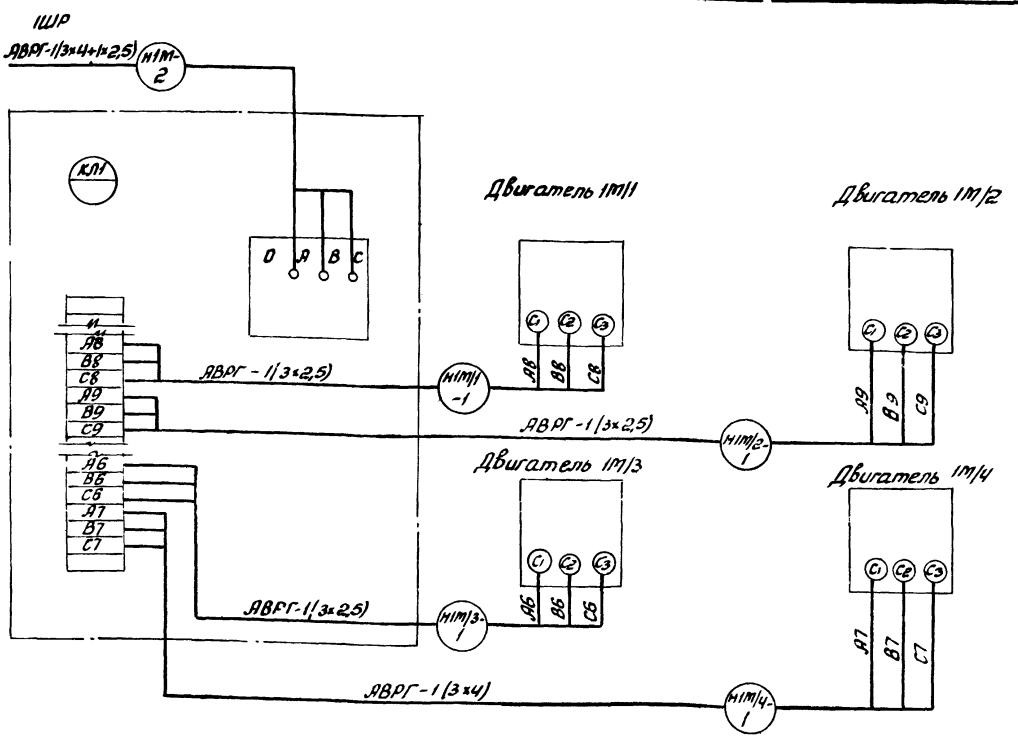 1ШР
АВРГ-1(3×4+1×2,5)
Н1М-
2
КЛ1
О А В С
А8
В8
С8
А9
В9
С9
А6
В6
С6
А7
В7
С7
Двигатель 1М/1
С1 С2 С3
А8 В8 С8
АВРГ-1(3×2,5)
Н1М/1
-1
Двигатель 1М/2
С1 С2 С3
А9 В9 С9
АВРГ-1(3×2,5)
Н1М/2-
1
Двигатель 1М/3
С1 С2 С3
А6 В6 С6
АВРГ-1(3×2,5)
Н1М/3-
1
Двигатель 1М/4
С1 С2 С3
А7 В7 С7
АВРГ-1(3×4)
Н1М/4-
1